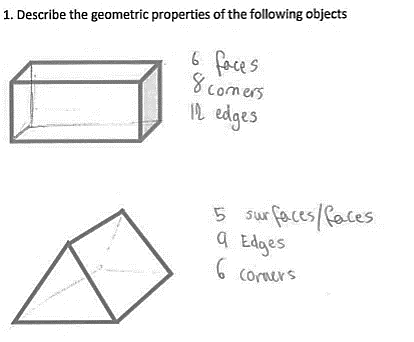 1. Describe the geometric properties of the following objects
6 faces
8 corners
12 edges
5 surfaces/faces
9 Edges
6 corners